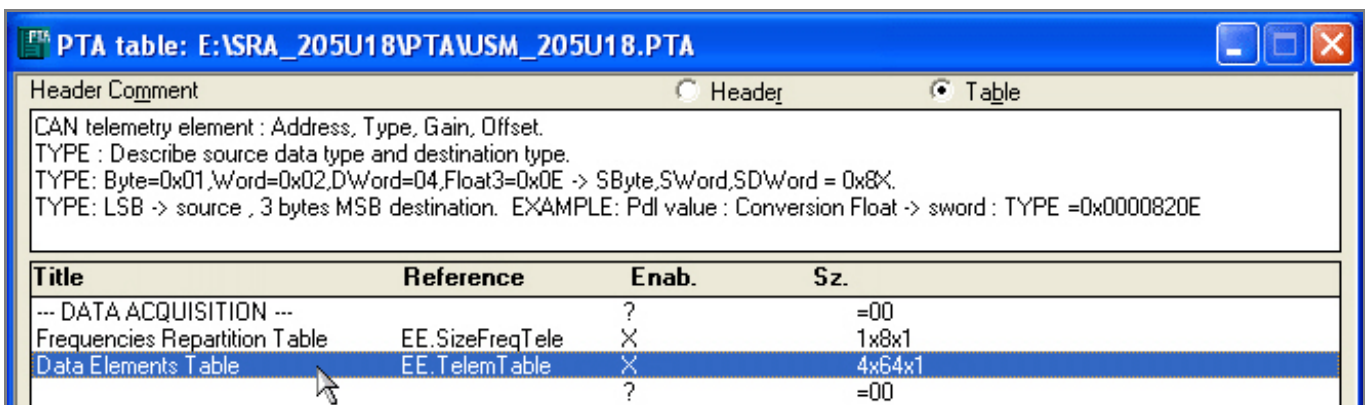 PTA table: E:\SRA_205U18\PTA\USM_205U18.PTA
Header Comment Header Table
CAN telemetry element : Address, Type, Gain, Offset.
TYPE : Describe source data type and destination type.
TYPE: Byte=0x01,Word=0x02,DWord=04,Float3=0x0E -> SByte,SWord,SDWord = 0x8X.
TYPE: LSB -> source , 3 bytes MSB destination. EXAMPLE: Pdl value : Conversion Float -> sword : TYPE =0x0000820E
Title Reference Enab. Sz.
--- DATA ACQUISITION --- ? =00
Frequencies Repartition Table EE.SizeFreqTele X 1x8x1
Data Elements Table EE.TelemTable X 4x64x1
? =00